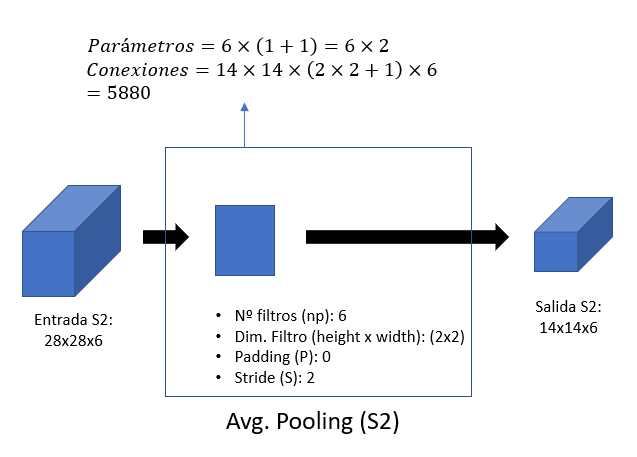 Parámetros = 6 × (1 + 1) = 6 × 2
Conexiones = 14 × 14 × (2 × 2 + 1) × 6
= 5880
Entrada S2:
28x28x6
• Nº filtros (np): 6
• Dim. Filtro (height x width): (2x2)
• Padding (P): 0
• Stride (S): 2
Salida S2:
14x14x6
Avg. Pooling (S2)